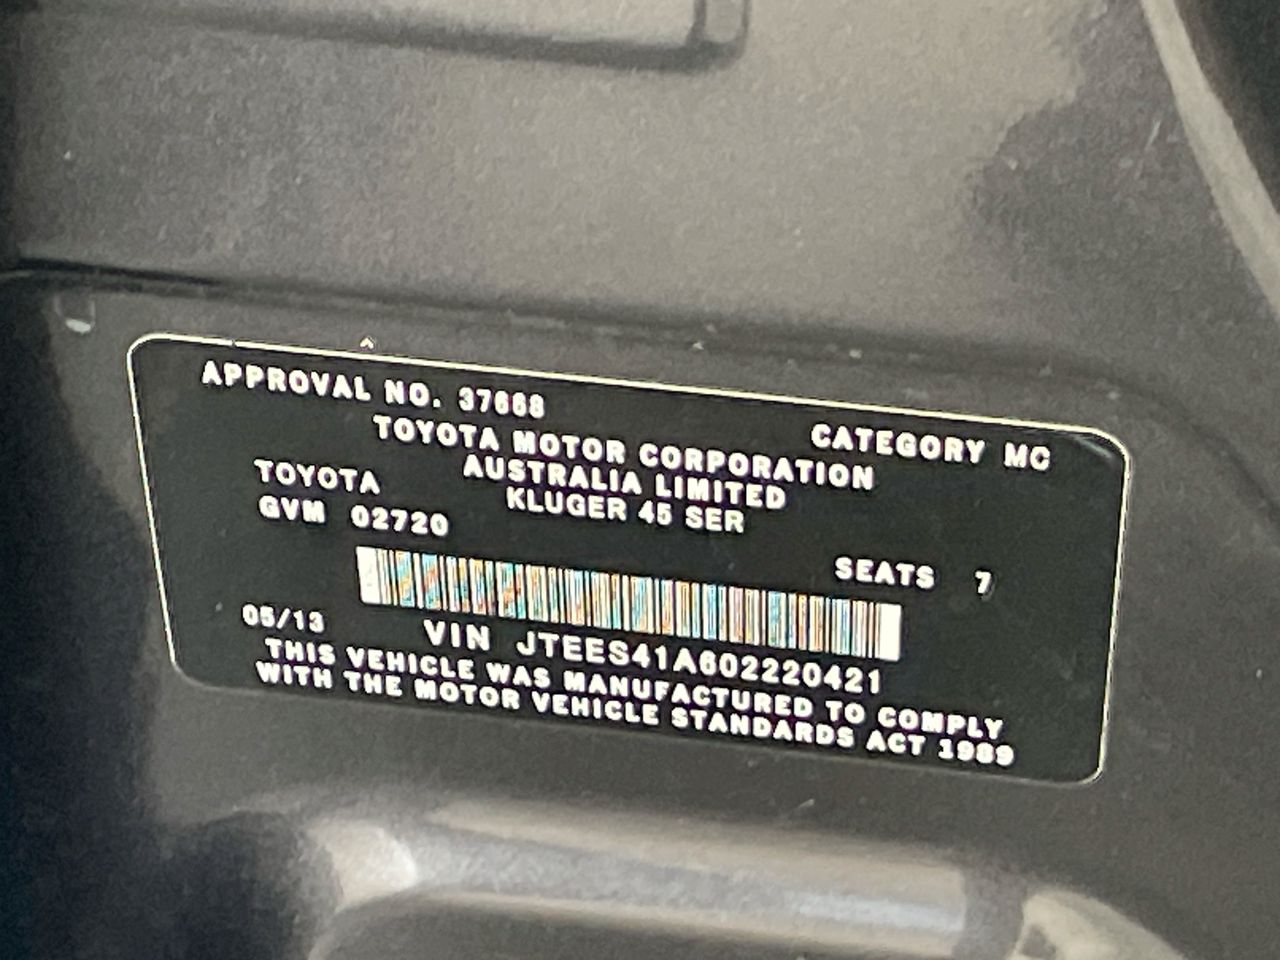 APPROVAL NO. 37668
CATEGORY MC
TOYOTA MOTOR CORPORATION
AUSTRALIA LIMITED
TOYOTA
KLUGER 45 SER
GVM 02720
SEATS 7
05/13
VIN JTEES41A602220421
THIS VEHICLE WAS MANUFACTURED TO COMPLY
WITH THE MOTOR VEHICLE STANDARDS ACT 1989